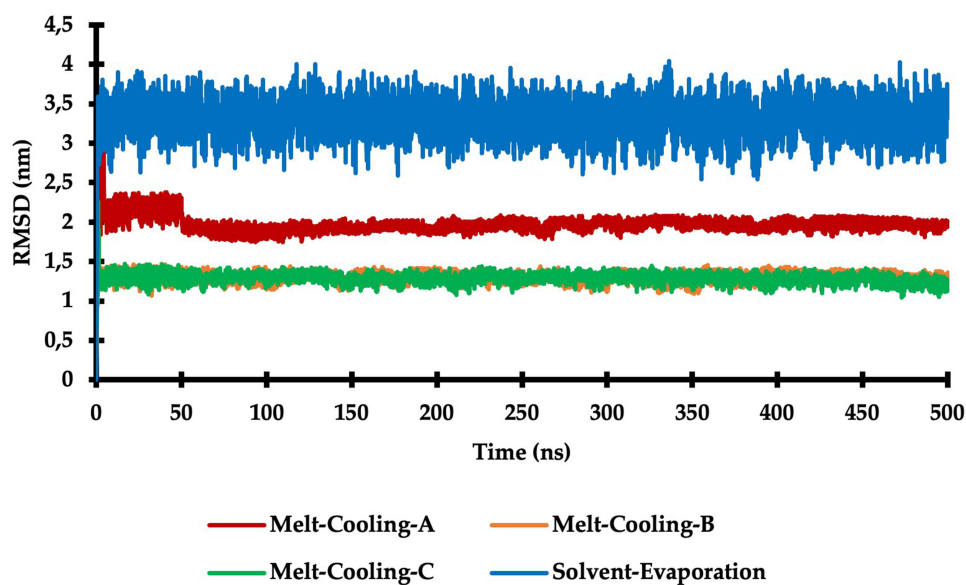 4,5
4
3,5
3
2,5
2
1,5
1
0,5
0
RMSD (nm)
0 50 100 150 200 250 300 350 400 450 500
Time (ns)
Melt-Cooling-A Melt-Cooling-B
Melt-Cooling-C Solvent-Evaporation